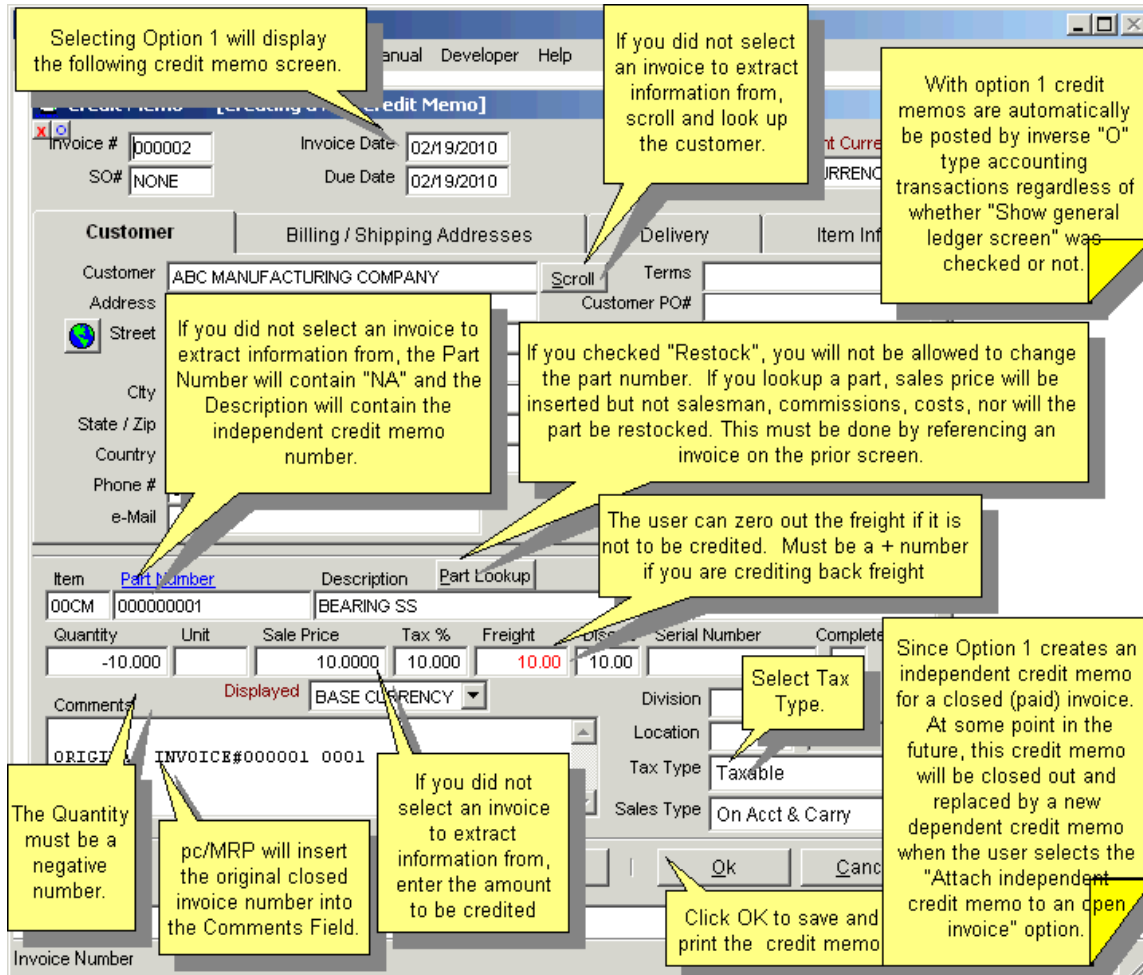 Selecting Option 1 will display
the following credit memo screen.
Manual Developer Help
If you did not select
an invoice to extract
information from,
scroll and look up
the customer.
With option 1 credit
memos are automatically
be posted by inverse "O"
type accounting
transactions regardless of
whether "Show general
ledger screen" was
checked or not.
Credit Memo]
Invoice # 000002
Invoice Date 02/19/2010
SO# NONE
Due Date 02/19/2010
Customer
Billing / Shipping Addresses
Delivery
Item Inf
Customer ABC MANUFACTURING COMPANY
Scroll
Terms
Address
Customer PO#
Street
City
State / Zip
Country
Phone #
e-Mail
If you did not select an invoice to
extract information from, the Part
Number will contain "NA" and the
Description will contain the
independent credit memo
number.
If you checked "Restock", you will not be allowed to change
the part number. If you lookup a part, sales price will be
inserted but not salesman, commissions, costs, nor will the
part be restocked. This must be done by referencing an
invoice on the prior screen.
The user can zero out the freight if it is
not to be credited. Must be a + number
if you are crediting back freight
Item Part Number Description Part Lookup
00CM 000000001 BEARING SS
Quantity Unit Sale Price Tax % Freight Serial Number Complete
-10.000 10.0000 10.000 10.00 10.00
Comments
Displayed BASE CURRENCY
Division
Location
Tax Type Taxable
Sales Type On Acct & Carry
INVOICE#000001 0001
Select Tax
Type.
Since Option 1 creates an
independent credit memo
for a closed (paid) invoice.
At some point in the
future, this credit memo
will be closed out and
replaced by a new
dependent credit memo
when the user selects the
"Attach independent
credit memo to an open
invoice" option.
The Quantity
must be a
negative
number.
pc/MRP will insert
the original closed
invoice number into
the Comments Field.
If you did not
select an invoice
to extract
information from,
enter the amount
to be credited
Ok
Canc
Click OK to save and
print the credit memo
Invoice Number